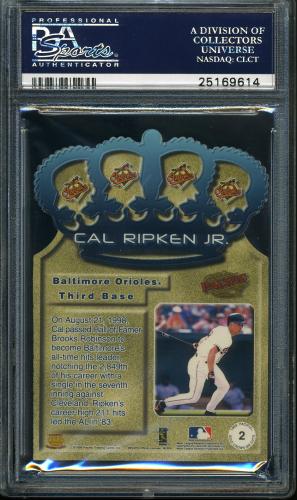 PROFESSIONAL
PSA
Sports
AUTHENTICATOR
A DIVISION OF
COLLECTORS
UNIVERSE
NASDAQ: CLCT
25169614
CAL RIPKEN JR.
Baltimore Orioles®
Third Base
On August 21, 1996,
Cal passed Hall of Famer
Brooks Robinson to
become Baltimore's
all-time hits leader,
notching the 2,849th
of his career with a
single in the seventh
inning against
Cleveland. Ripken's
career-high 211 hits
led the AL in '83.
2